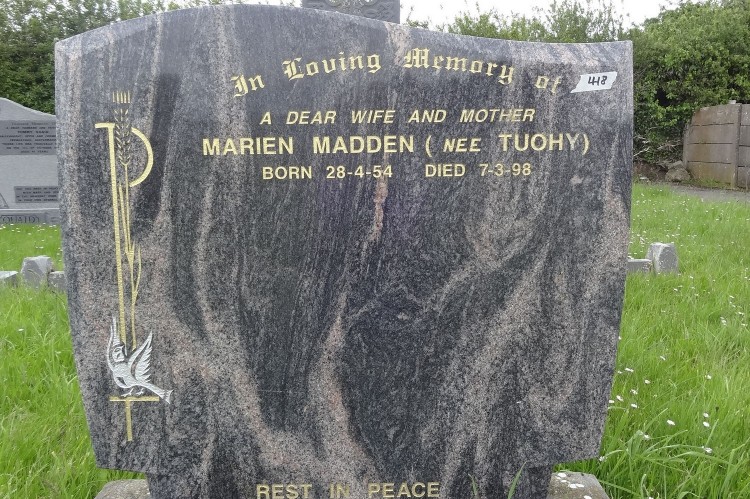 In Loving Memory of
418
A DEAR WIFE AND MOTHER
MARIEN MADDEN ( NEE TUOHY)
BORN 28-4-54 DIED 7-3-98
REST IN PEACE